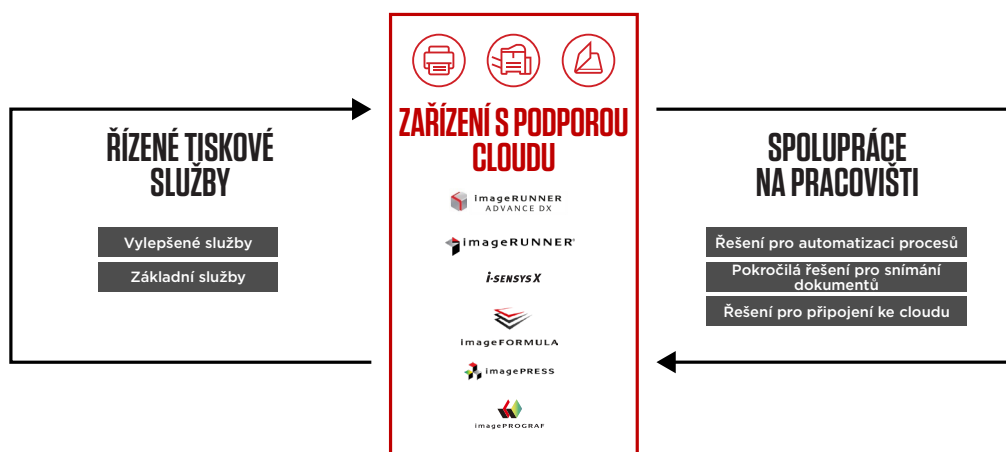 ŘÍZENÉ TISKOVÉ
SLUŽBY
Vylepšené služby
Základní služby
ZAŘÍZENÍ S PODPOROU
CLOUDU
imageRUNNER
ADVANCE DX
imageRUNNER®
i-SENSYS X
imageFORMULA
imagePRESS
imagePROGRAF
SPOLUPRÁCE
NA PRACOVIŠTI
Řešení pro automatizaci procesů
Pokročilá řešení pro snímání
dokumentů
Řešení pro připojení ke cloudu